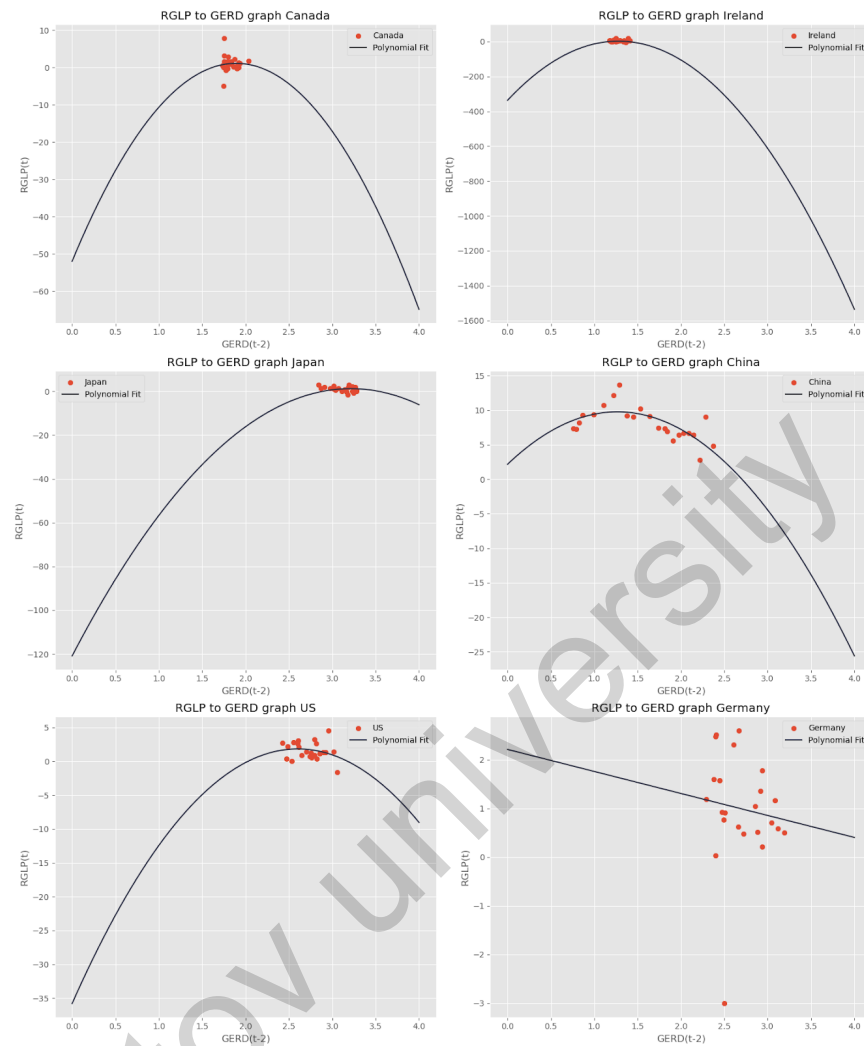 RGLP to GERD graph Canada
Canada
Polynomial Fit
RGLP(t)
10
0
−10
−20
−30
−40
−50
−60
0.0 0.5 1.0 1.5 2.0 2.5 3.0 3.5 4.0
GERD(t-2)
RGLP to GERD graph Ireland
Ireland
Polynomial Fit
RGLP(t)
0
−200
−400
−600
−800
−1000
−1200
−1400
−1600
0.0 0.5 1.0 1.5 2.0 2.5 3.0 3.5 4.0
GERD(t-2)
RGLP to GERD graph Japan
Japan
Polynomial Fit
RGLP(t)
0
−20
−40
−60
−80
−100
−120
0.0 0.5 1.0 1.5 2.0 2.5 3.0 3.5 4.0
GERD(t-2)
RGLP to GERD graph China
China
Polynomial Fit
RGLP(t)
15
10
5
0
−5
−10
−15
−20
−25
0.0 0.5 1.0 1.5 2.0 2.5 3.0 3.5 4.0
GERD(t-2)
RGLP to GERD graph US
US
Polynomial Fit
RGLP(t)
5
0
−5
−10
−15
−20
−25
−30
−35
0.0 0.5 1.0 1.5 2.0 2.5 3.0 3.5 4.0
GERD(t-2)
RGLP to GERD graph Germany
Germany
Polynomial Fit
RGLP(t)
2
1
0
−1
−2
−3
0.0 0.5 1.0 1.5 2.0 2.5 3.0 3.5 4.0
GERD(t-2)
university